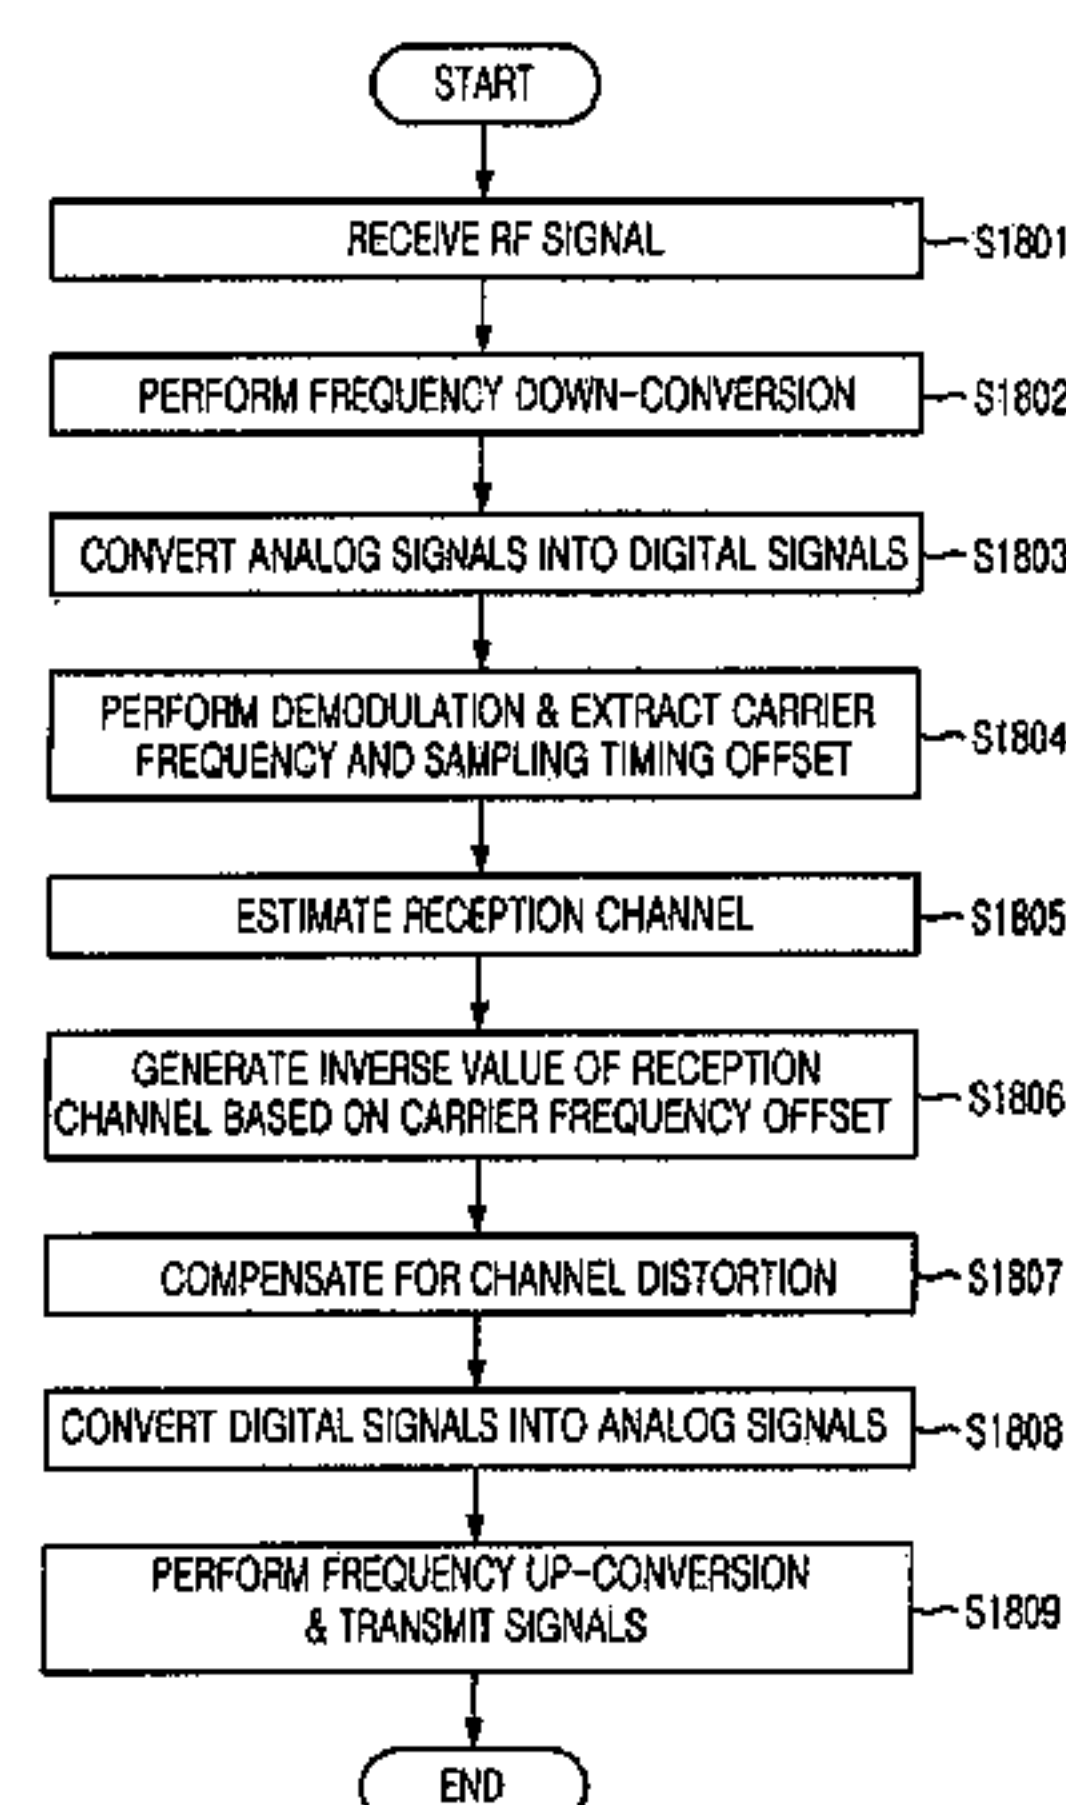 START
RECEIVE RF SIGNAL
S1801
PERFORM FREQUENCY DOWN-CONVERSION
S1802
CONVERT ANALOG SIGNALS INTO DIGITAL SIGNALS
S1803
PERFORM DEMODULATION & EXTRACT CARRIER
FREQUENCY AND SAMPLING TIMING OFFSET
S1804
ESTIMATE RECEPTION CHANNEL
S1805
GENERATE INVERSE VALUE OF RECEPTION
CHANNEL BASED ON CARRIER FREQUENCY OFFSET
S1806
COMPENSATE FOR CHANNEL DISTORTION
S1807
CONVERT DIGITAL SIGNALS INTO ANALOG SIGNALS
S1808
PERFORM FREQUENCY UP-CONVERSION
& TRANSMIT SIGNALS
S1809
END